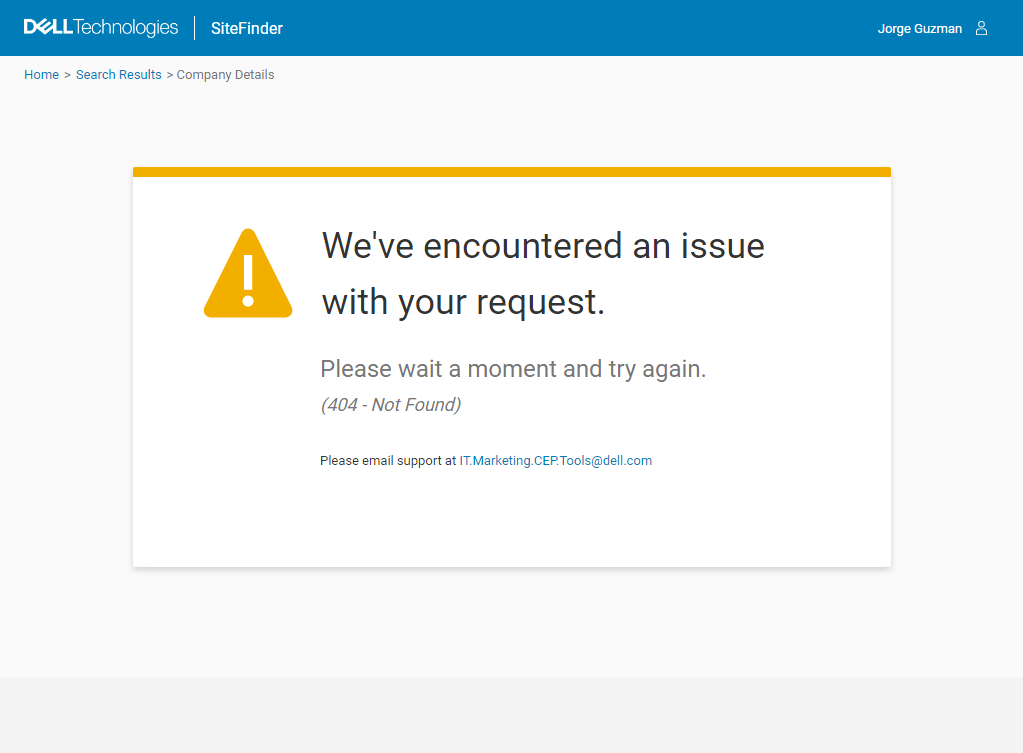 DELLTechnologies SiteFinder Jorge Guzman
Home > Search Results > Company Details
We've encountered an issue
with your request.
Please wait a moment and try again.
(404 - Not Found)
Please email support at IT.Marketing.CEP.Tools@dell.com